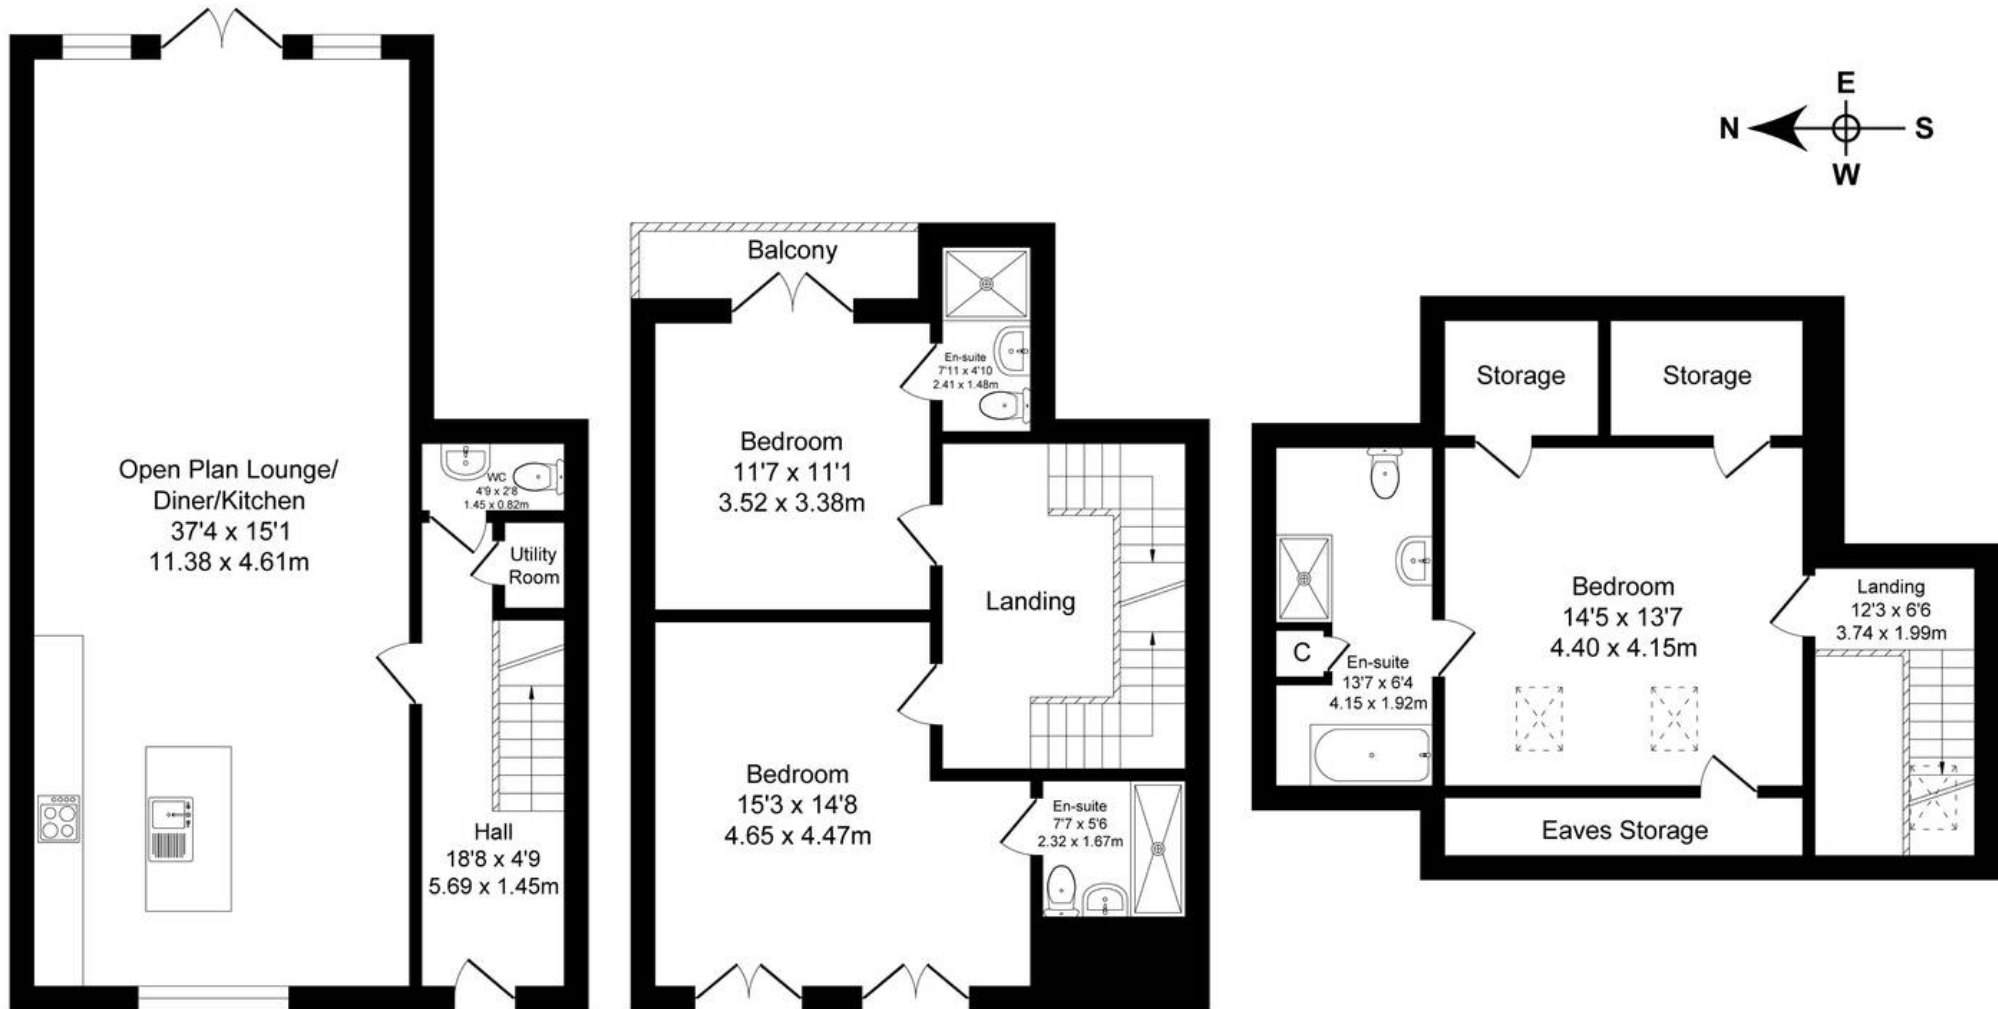 E
N
S
W
Open Plan Lounge/
Diner/Kitchen
37'4 x 15'1
11.38 x 4.61m
WC
4'9 x 2'8
1.45 x 0.82m
Utility
Room
Hall
18'8 x 4'9
5.69 x 1.45m
Balcony
En-suite
7'11 x 4'10
2.41 x 1.48m
Bedroom
11'7 x 11'1
3.52 x 3.38m
Landing
Bedroom
15'3 x 14'8
4.65 x 4.47m
En-suite
7'7 x 5'6
2.32 x 1.67m
Storage
Storage
Bedroom
14'5 x 13'7
4.40 x 4.15m
Landing
12'3 x 6'6
3.74 x 1.99m
C
En-suite
13'7 x 6'4
4.15 x 1.92m
Eaves Storage